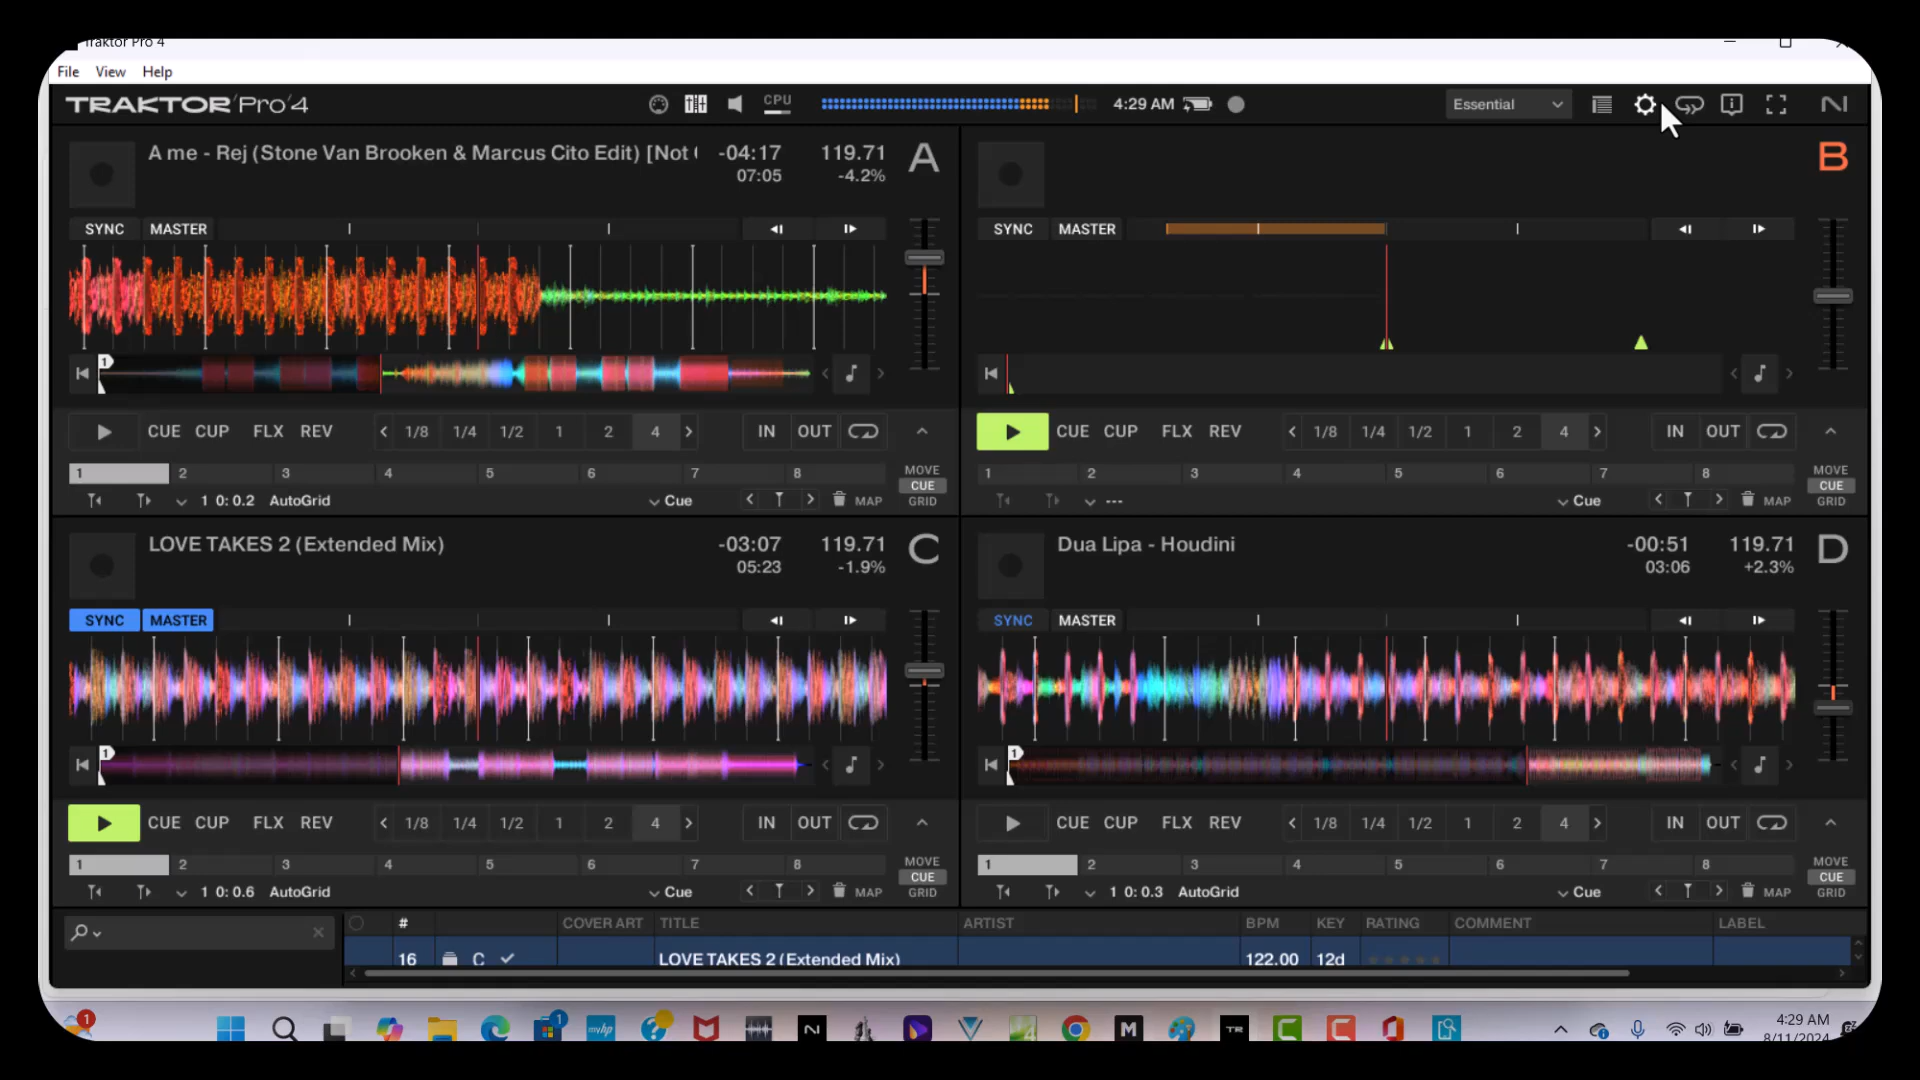 Traktor Pro 4
File View Help
TRAKTOR Pro 4 CPU 4:29 AM Essential
A me - Rej (Stone Van Brooken & Marcus Cito Edit) [Not -04:17 119.71 A
07:05 -4.2%
SYNC MASTER
1
CUE CUP FLX REV 1/8 1/4 1/2 1 2 4 IN OUT
1 2 3 4 5 6 7 8 MOVE
CUE
1 0: 0.2 AutoGrid Cue MAP GRID
B
SYNC MASTER
CUE CUP FLX REV 1/8 1/4 1/2 1 2 4 IN OUT
1 2 3 4 5 6 7 8 MOVE
CUE
--- Cue MAP GRID
LOVE TAKES 2 (Extended Mix) -03:07 119.71 C
05:23 -1.9%
SYNC MASTER
1
CUE CUP FLX REV 1/8 1/4 1/2 1 2 4 IN OUT
1 2 3 4 5 6 7 8 MOVE
CUE
1 0: 0.6 AutoGrid Cue MAP GRID
Dua Lipa - Houdini -00:51 119.71 D
03:06 +2.3%
SYNC MASTER
1
CUE CUP FLX REV 1/8 1/4 1/2 1 2 4 IN OUT
1 2 3 4 5 6 7 8 MOVE
CUE
1 0: 0.3 AutoGrid Cue MAP GRID
# COVER ART TITLE ARTIST BPM KEY RATING COMMENT LABEL
16 C LOVE TAKES 2 (Extended Mix) 122.00 12d
1 1 myhp M TR C C 4:29 AM
8/11/2024